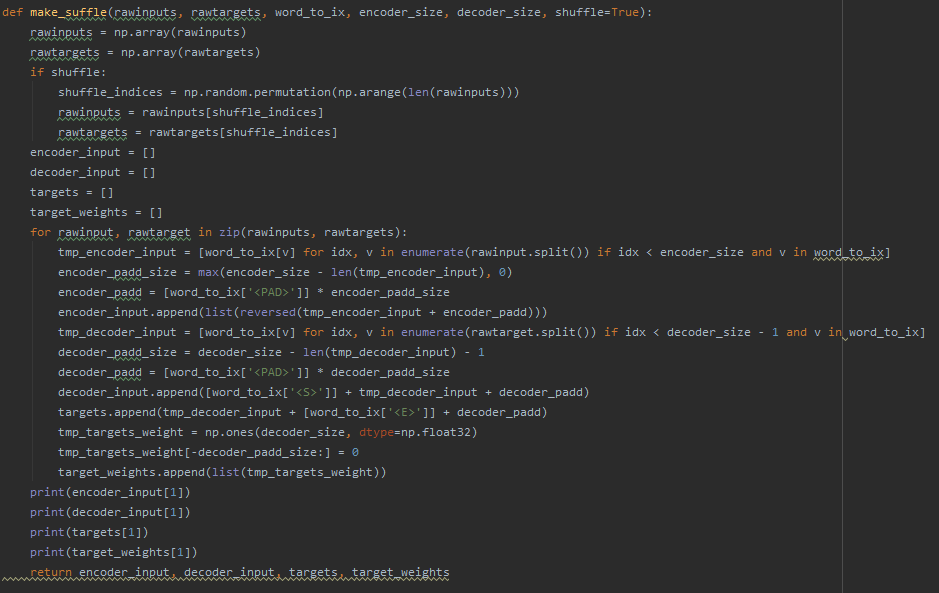 def make_suffle(rawinputs, rawtargets, word_to_ix, encoder_size, decoder_size, shuffle=True):
    rawinputs = np.array(rawinputs)
    rawtargets = np.array(rawtargets)
    if shuffle:
        shuffle_indices = np.random.permutation(np.arange(len(rawinputs)))
        rawinputs = rawinputs[shuffle_indices]
        rawtargets = rawtargets[shuffle_indices]
    encoder_input = []
    decoder_input = []
    targets = []
    target_weights = []
    for rawinput, rawtarget in zip(rawinputs, rawtargets):
        tmp_encoder_input = [word_to_ix[v] for idx, v in enumerate(rawinput.split()) if idx < encoder_size and v in word_to_ix]
        encoder_padd_size = max(encoder_size - len(tmp_encoder_input), 0)
        encoder_padd = [word_to_ix['<PAD>']] * encoder_padd_size
        encoder_input.append(list(reversed(tmp_encoder_input + encoder_padd)))
        tmp_decoder_input = [word_to_ix[v] for idx, v in enumerate(rawtarget.split()) if idx < decoder_size - 1 and v in word_to_ix]
        decoder_padd_size = decoder_size - len(tmp_decoder_input) - 1
        decoder_padd = [word_to_ix['<PAD>']] * decoder_padd_size
        decoder_input.append([word_to_ix['<S>']] + tmp_decoder_input + decoder_padd)
        targets.append(tmp_decoder_input + [word_to_ix['<E>']] + decoder_padd)
        tmp_targets_weight = np.ones(decoder_size, dtype=np.float32)
        tmp_targets_weight[-decoder_padd_size:] = 0
        target_weights.append(list(tmp_targets_weight))
    print(encoder_input[1])
    print(decoder_input[1])
    print(targets[1])
    print(target_weights[1])
    return encoder_input, decoder_input, targets, target_weights